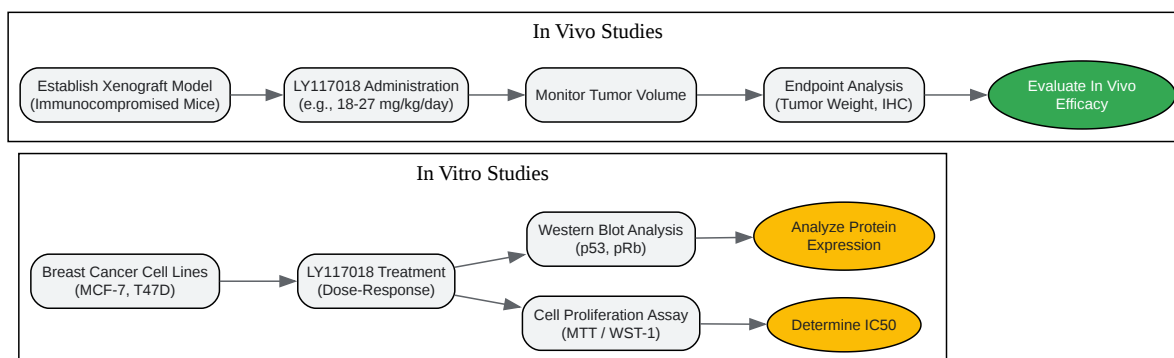 In Vivo Studies
Establish Xenograft Model
(Immunocompromised Mice)
LY117018 Administration
(e.g., 18-27 mg/kg/day)
Monitor Tumor Volume
Endpoint Analysis
(Tumor Weight, IHC)
Evaluate In Vivo
Efficacy
In Vitro Studies
Breast Cancer Cell Lines
(MCF-7, T47D)
LY117018 Treatment
(Dose-Response)
Western Blot Analysis
(p53, pRb)
Analyze Protein
Expression
Cell Proliferation Assay
(MTT / WST-1)
Determine IC50